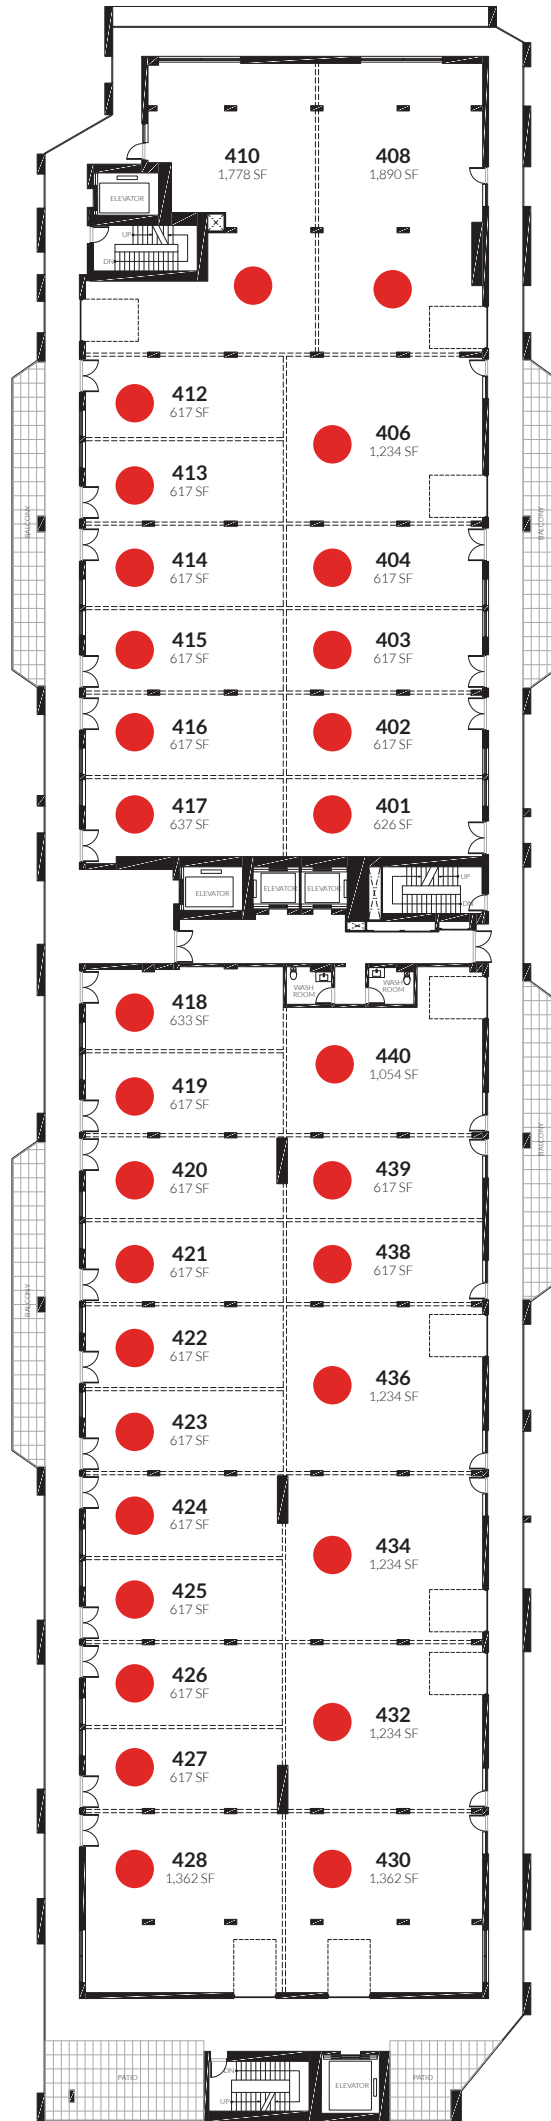 410
1,778 SF
408
1,890 SF
ELEVATOR
UP
DN
412
617 SF
406
1,234 SF
413
617 SF
BALCONY
BALCONY
414
617 SF
404
617 SF
415
617 SF
403
617 SF
416
617 SF
402
617 SF
417
637 SF
401
626 SF
ELEVATOR
ELEVATOR
ELEVATOR
UP
DN
WASH
ROOM
WASH
ROOM
418
633 SF
440
1,054 SF
419
617 SF
BALCONY
420
617 SF
439
617 SF
421
617 SF
438
617 SF
BALCONY
422
617 SF
436
1,234 SF
423
617 SF
424
617 SF
434
1,234 SF
425
617 SF
426
617 SF
432
1,234 SF
427
617 SF
428
1,362 SF
430
1,362 SF
PATIO
DN
UP
ELEVATOR
PATIO